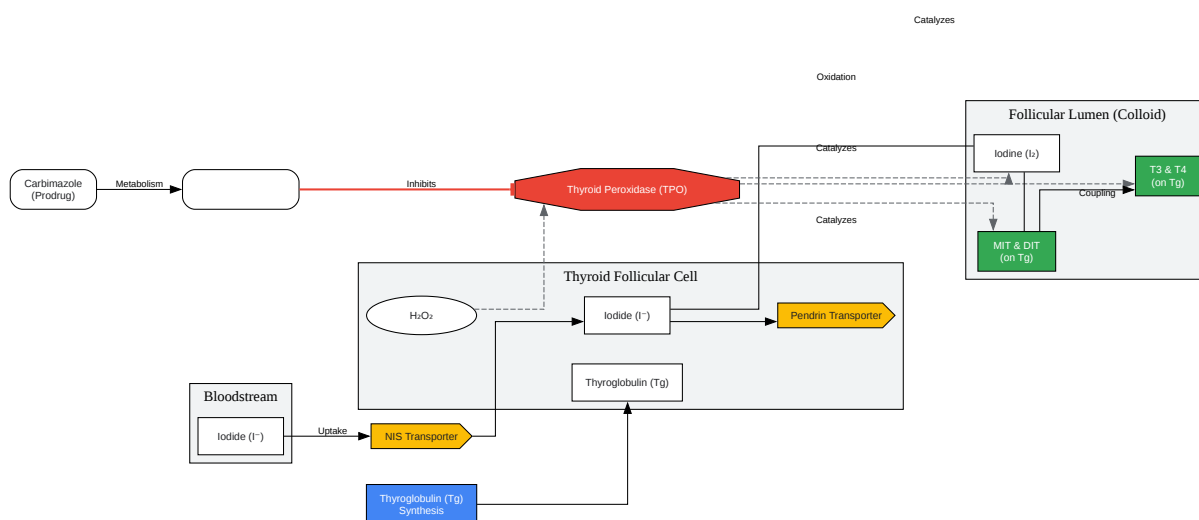 Catalyzes
Oxidation
Follicular Lumen (Colloid)
Catalyzes
Iodine (I₂)
Carbimazole
(Prodrug)
Metabolism
Inhibits
Thyroid Peroxidase (TPO)
T3 & T4
(on Tg)
Coupling
Catalyzes
MIT & DIT
(on Tg)
Thyroid Follicular Cell
H₂O₂
Iodide (I⁻)
Pendrin Transporter
Thyroglobulin (Tg)
Bloodstream
Iodide (I⁻)
Uptake
NIS Transporter
Thyroglobulin (Tg)
Synthesis